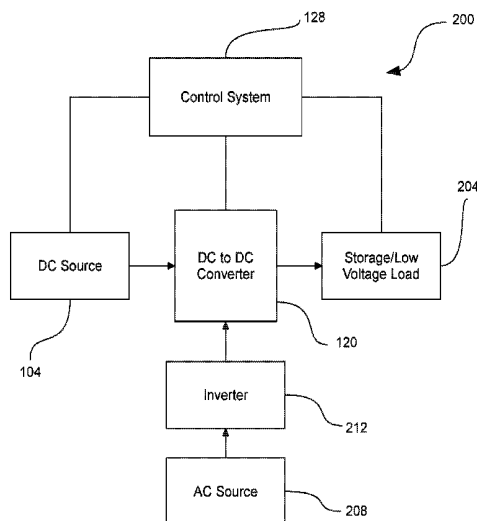 128
200
Control System
204
DC Source
DC to DC
Converter
Storage/Low
Voltage Load
104
120
Inverter
212
AC Source
208